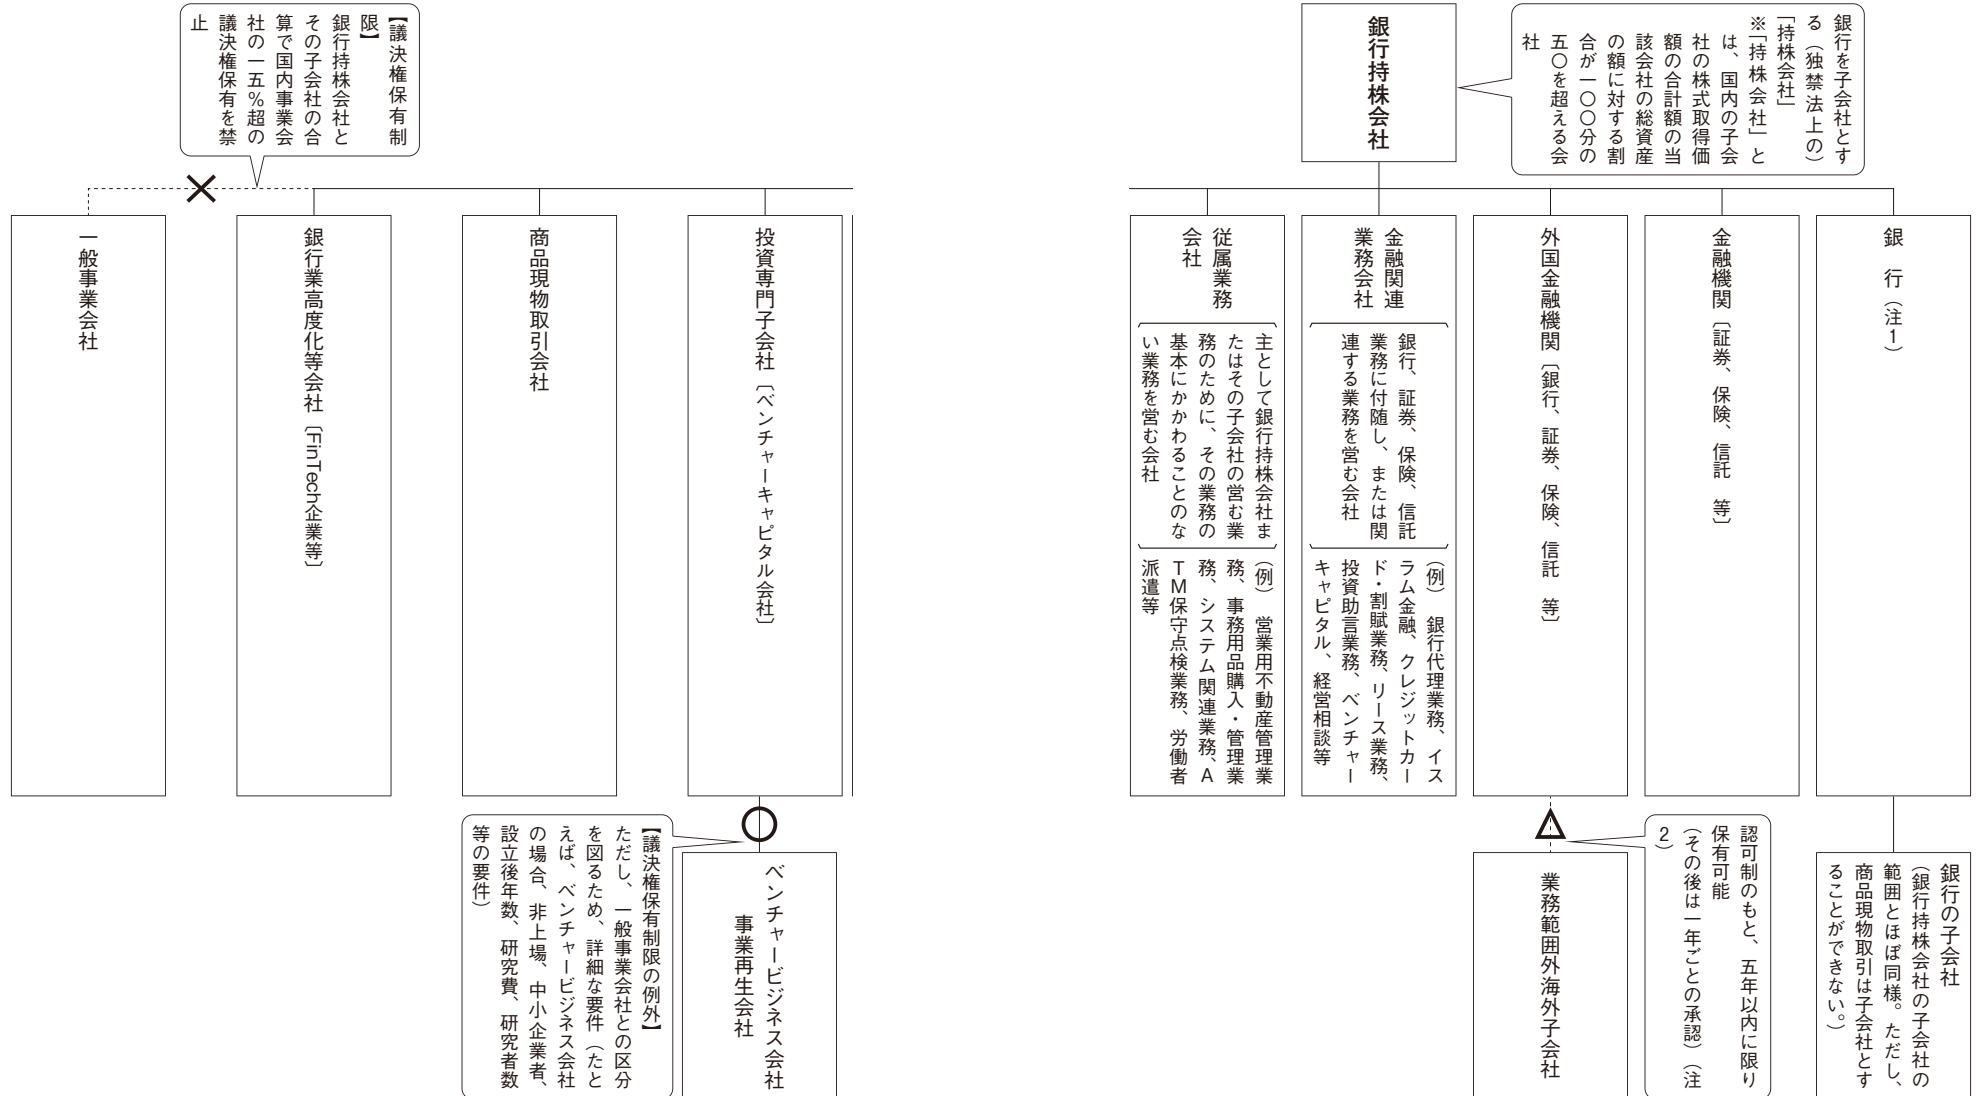 銀行を子会社とす
る（独禁法上の）
「持株会社」
※「持株会社」と
は、国内の子会
社の株式取得価
額の合計額の当
該会社の総資産
の額に対する割
合が一〇〇分の
五〇を超える会
社
銀行持株会社
銀　行（注1）
銀行の子会社
（銀行持株会社の子会社の
範囲とほぼ同様。ただし、
商品現物取引は子会社とす
ることができない。）
金融機関〔証券、保険、信託　等〕
外国金融機関〔銀行、証券、保険、信託　等〕
認可制のもと、五年以内に限り
保有可能
（その後は一年ごとの承認）（注
2）
業務範囲外海外子会社
金融関連
業務会社
銀行、証券、保険、信託
業務に付随し、または関
連する業務を営む会社
（例）　銀行代理業務、イス
ラム金融、クレジットカー
ド・割賦業務、リース業務、
投資助言業務、ベンチャー
キャピタル、経営相談等
従属業務
会社
主として銀行持株会社ま
たはその子会社の営む業
務のために、その業務の
基本にかかわることのな
い業務を営む会社
（例）　営業用不動産管理業
務、事務用品購入・管理業
務、システム関連業務、A
TM保守点検業務、労働者
派遣等
投資専門子会社〔ベンチャーキャピタル会社〕
ベンチャービジネス会社
事業再生会社
【議決権保有制限の例外】
ただし、一般事業会社との区分
を図るため、詳細な要件（たと
えば、ベンチャービジネス会社
の場合、非上場、中小企業者、
設立後年数、研究費、研究者数
等の要件）
商品現物取引会社
銀行業高度化等会社〔FinTech企業等〕
【議決権保有制
限】
銀行持株会社と
その子会社の合
算で国内事業会
社の一五％超の
議決権保有を禁
止
一般事業会社